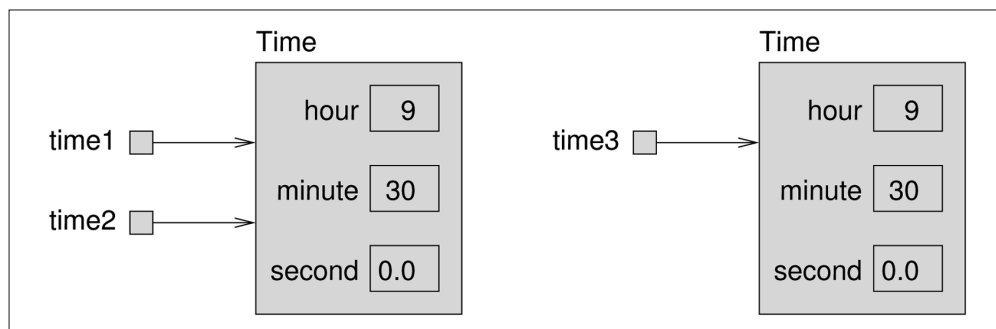 Time
hour 9
time1
minute 30
time2
second 0.0
Time
hour 9
time3
minute 30
second 0.0